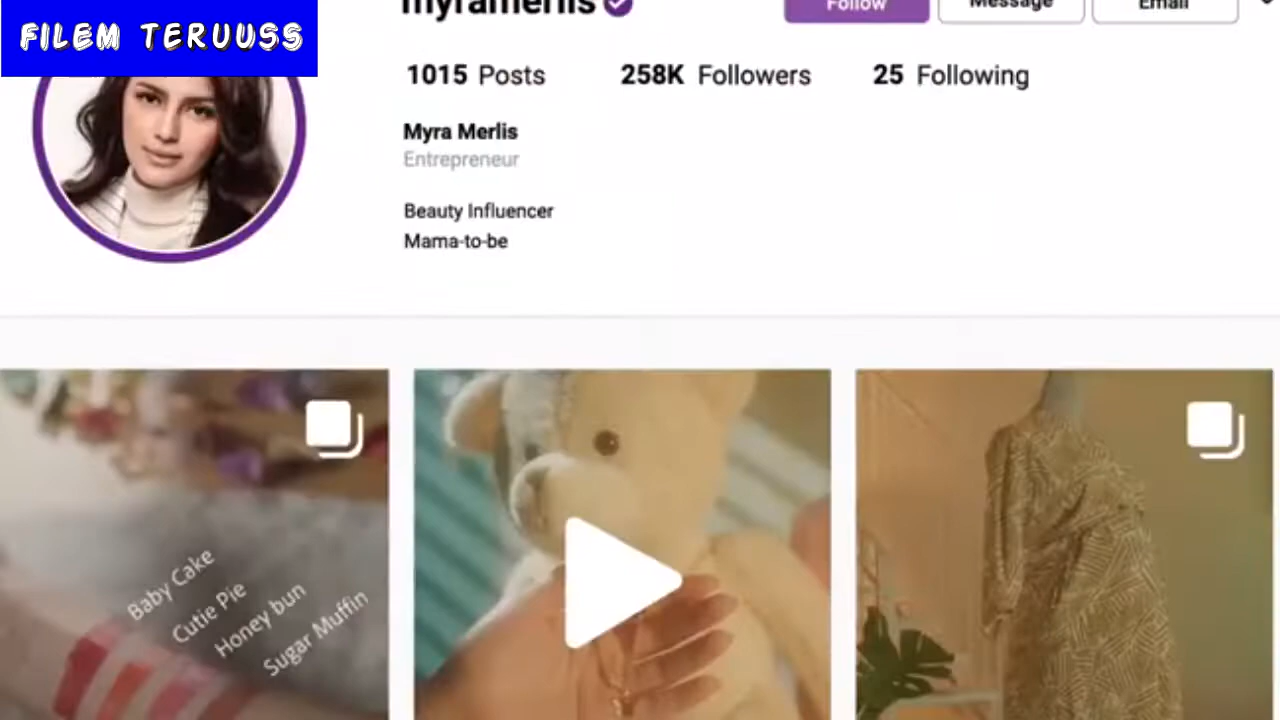 myramerlis
Follow
Message
Email
FILEM TERUUSS
1015 Posts
258K Followers
25 Following
Myra Merlis
Entrepreneur
Beauty Influencer
Mama-to-be
Baby Cake
Cutie Pie
Honey bun
Sugar Muffin